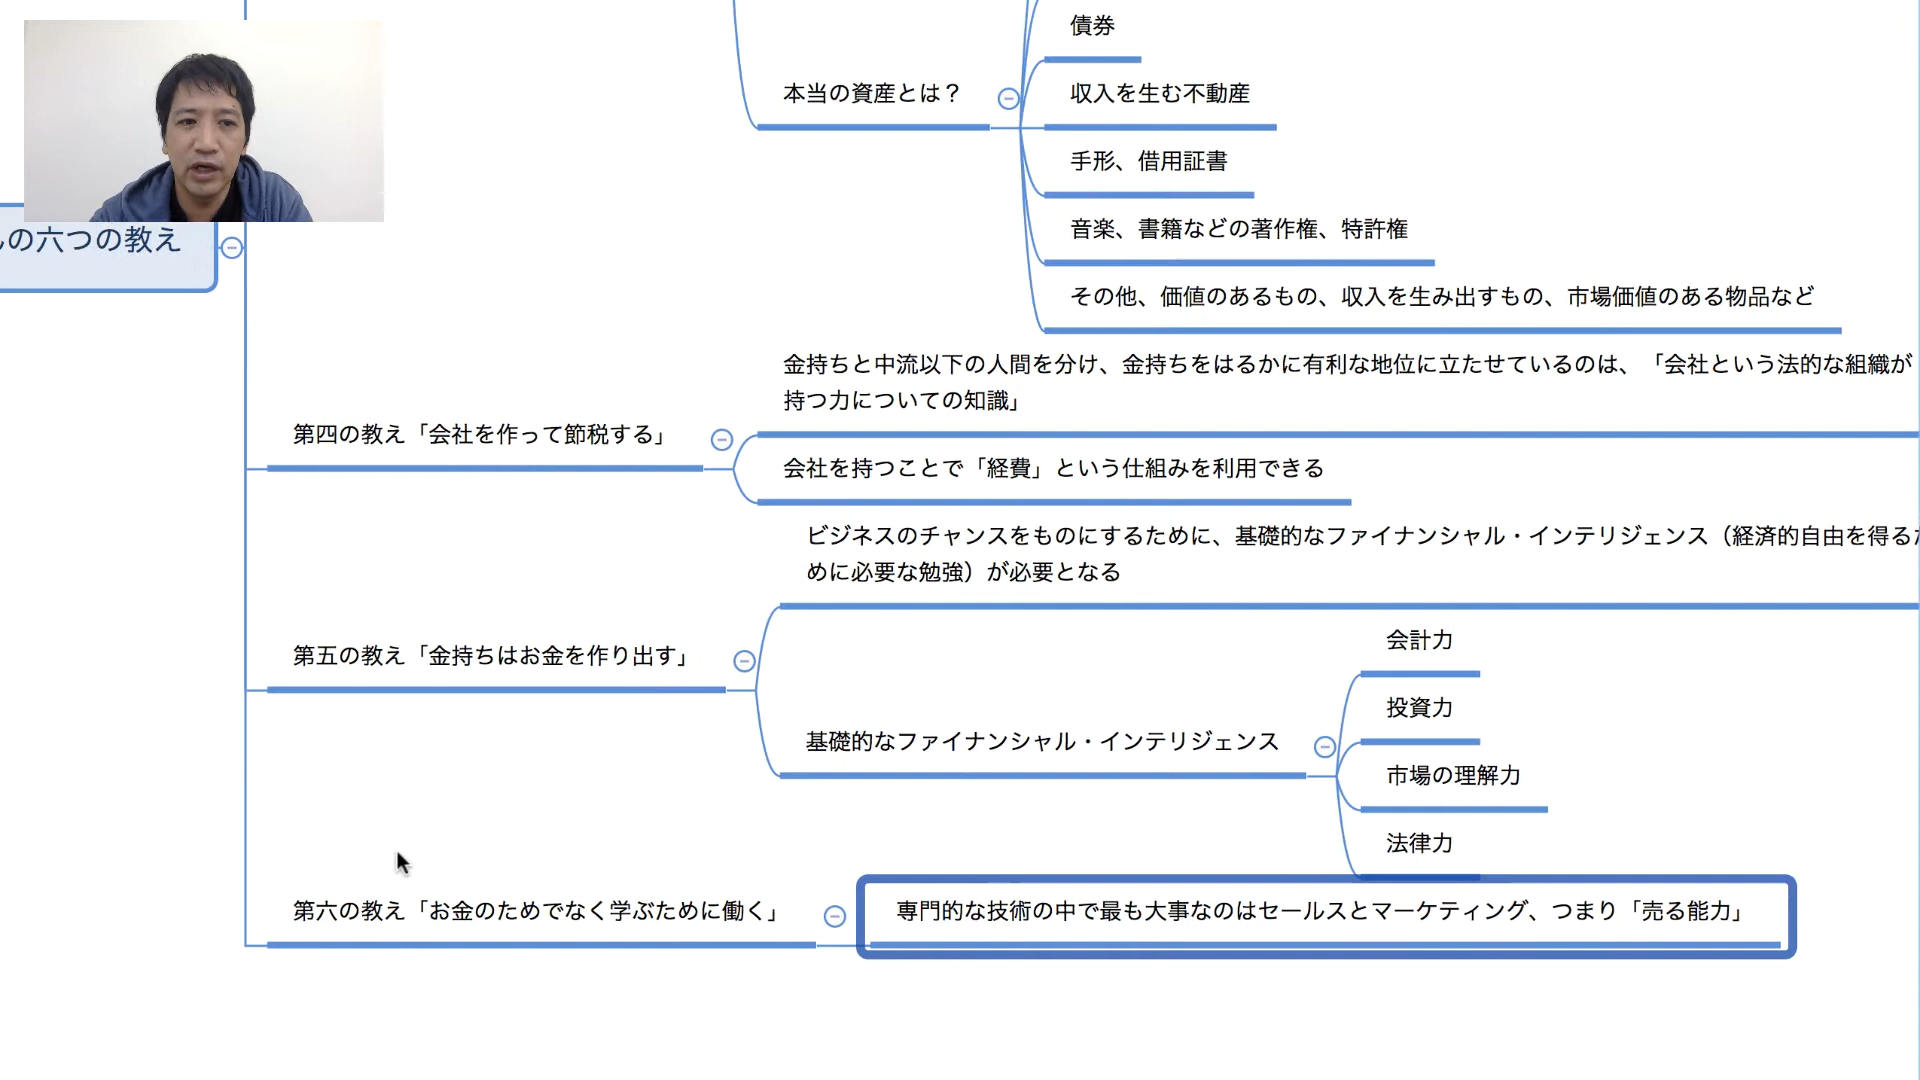 の六つの教え
本当の資産とは？
債券
収入を生む不動産
手形、借用証書
音楽、書籍などの著作権、特許権
その他、価値のあるもの、収入を生み出すもの、市場価値のある物品など
第四の教え「会社を作って節税する」
金持ちと中流以下の人間を分け、金持ちをはるかに有利な地位に立たせているのは、「会社という法的な組織が
持つ力についての知識」
会社を持つことで「経費」という仕組みを利用できる
第五の教え「金持ちはお金を作り出す」
ビジネスのチャンスをものにするために、基礎的なファイナンシャル・インテリジェンス（経済的自由を得るた
めに必要な勉強）が必要となる
基礎的なファイナンシャル・インテリジェンス
会計力
投資力
市場の理解力
法律力
第六の教え「お金のためでなく学ぶために働く」
専門的な技術の中で最も大事なのはセールスとマーケティング、つまり「売る能力」